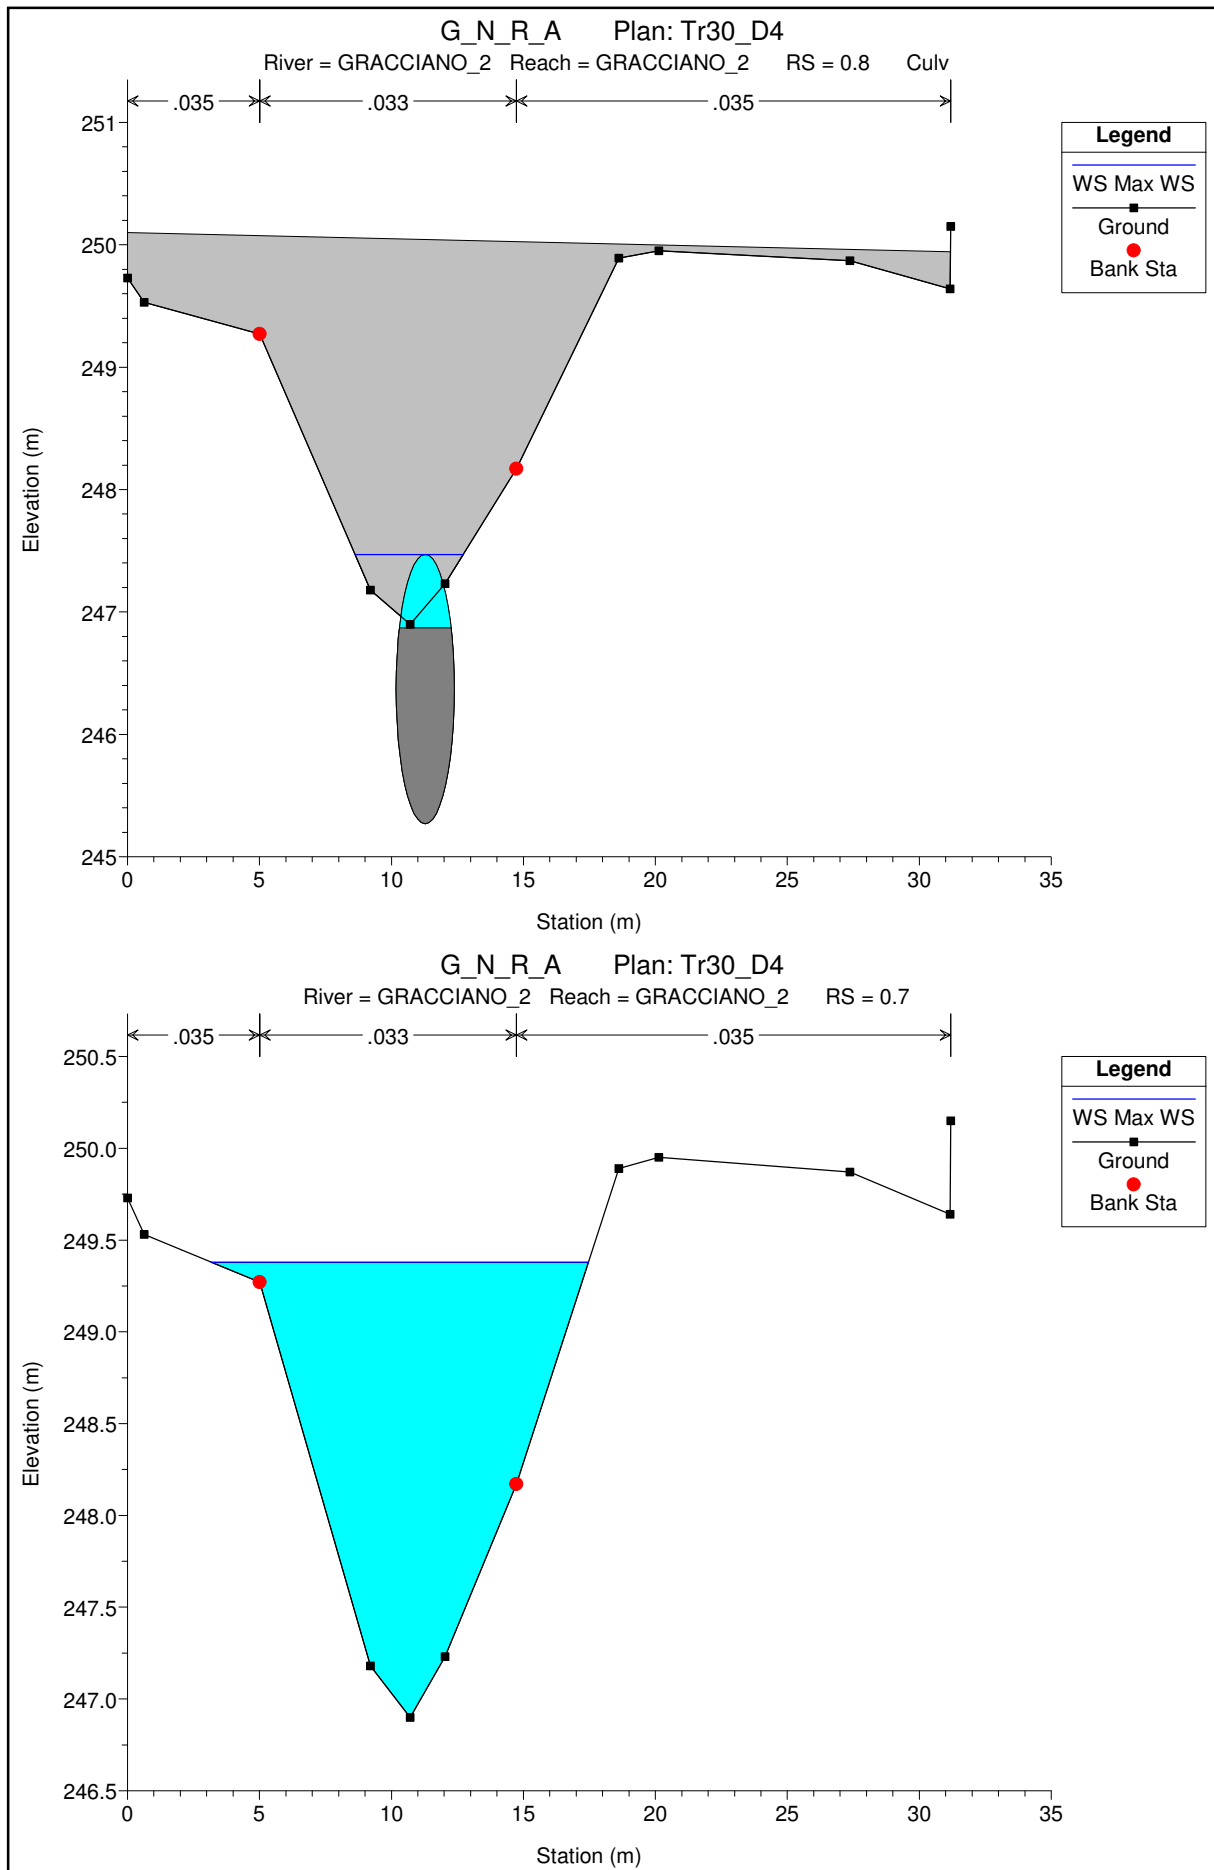 G_N_R_A Plan: Tr30_D4
River = GRACCIANO_2 Reach = GRACCIANO_2 RS = 0.8 Culv
.035 .033 .035
251
250
249
248
247
246
245
Elevation (m)
0 5 10 15 20 25 30 35
Station (m)
Legend
WS Max WS
Ground
Bank Sta
G_N_R_A Plan: Tr30_D4
River = GRACCIANO_2 Reach = GRACCIANO_2 RS = 0.7
.035 .033 .035
250.5
250.0
249.5
249.0
248.5
248.0
247.5
247.0
246.5
Elevation (m)
0 5 10 15 20 25 30 35
Station (m)
Legend
WS Max WS
Ground
Bank Sta